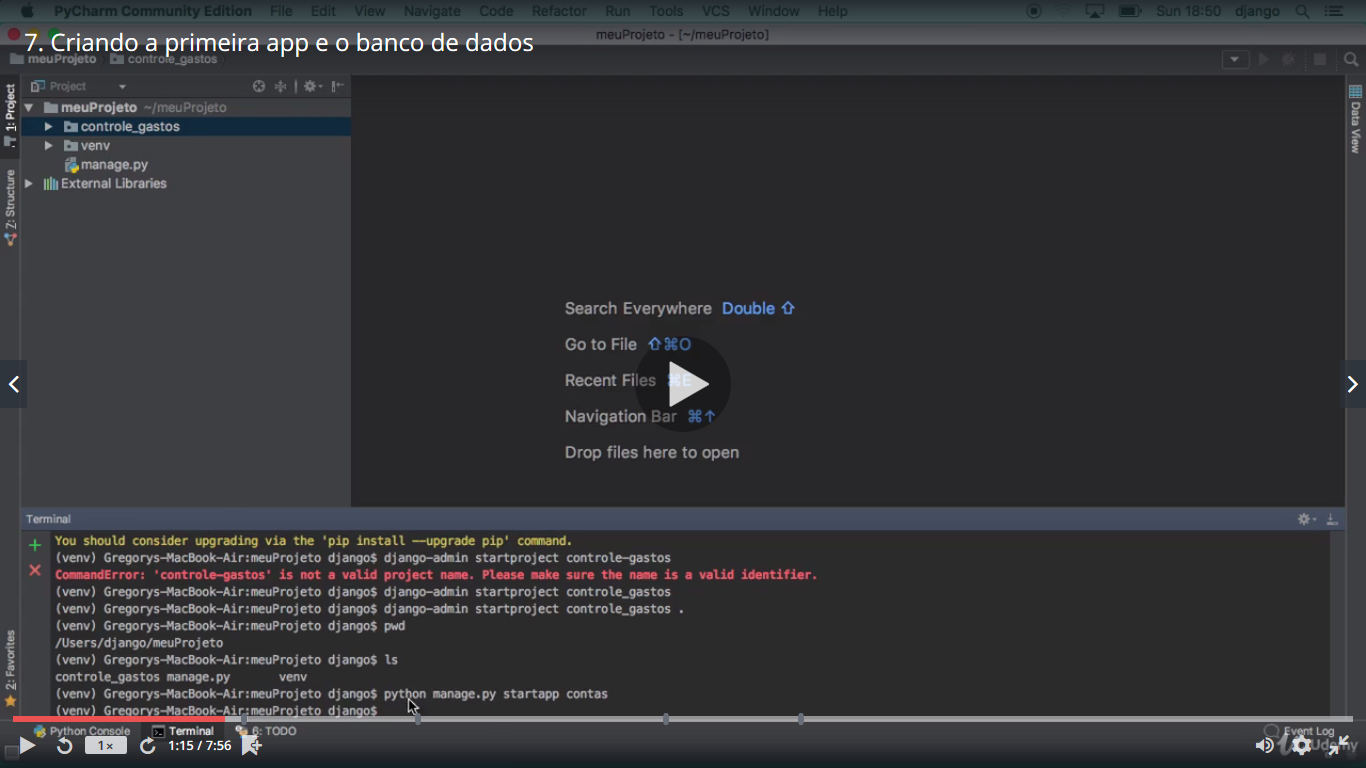 PyCharm Community Edition File Edit View Navigate Code Refactor Run Tools VCS Window Help Sun 18:50 django
meuProjeto - [~/meuProjeto]
7. Criando a primeira app e o banco de dados
meuProjeto controle_gastos
Project
1: Project
meuProjeto ~/meuProjeto
controle_gastos
venv
manage.py
External Libraries
Data View
Z: Structure
Search Everywhere Double ⇧
Go to File ⇧⌘O
Recent Files ⌘E
Navigation Bar ⌘↑
Drop files here to open
Terminal
You should consider upgrading via the 'pip install --upgrade pip' command.
(venv) Gregorys-MacBook-Air:meuProjeto django$ django-admin startproject controle-gastos
CommandError: 'controle-gastos' is not a valid project name. Please make sure the name is a valid identifier.
(venv) Gregorys-MacBook-Air:meuProjeto django$ django-admin startproject controle_gastos
(venv) Gregorys-MacBook-Air:meuProjeto django$ django-admin startproject controle_gastos .
(venv) Gregorys-MacBook-Air:meuProjeto django$ pwd
/Users/django/meuProjeto
(venv) Gregorys-MacBook-Air:meuProjeto django$ ls
controle_gastos manage.py venv
(venv) Gregorys-MacBook-Air:meuProjeto django$ python manage.py startapp contas
(venv) Gregorys-MacBook-Air:meuProjeto django$
2: Favorites
Python Console Terminal 6: TODO Event Log
1x 1:15 / 7:56 Udemy